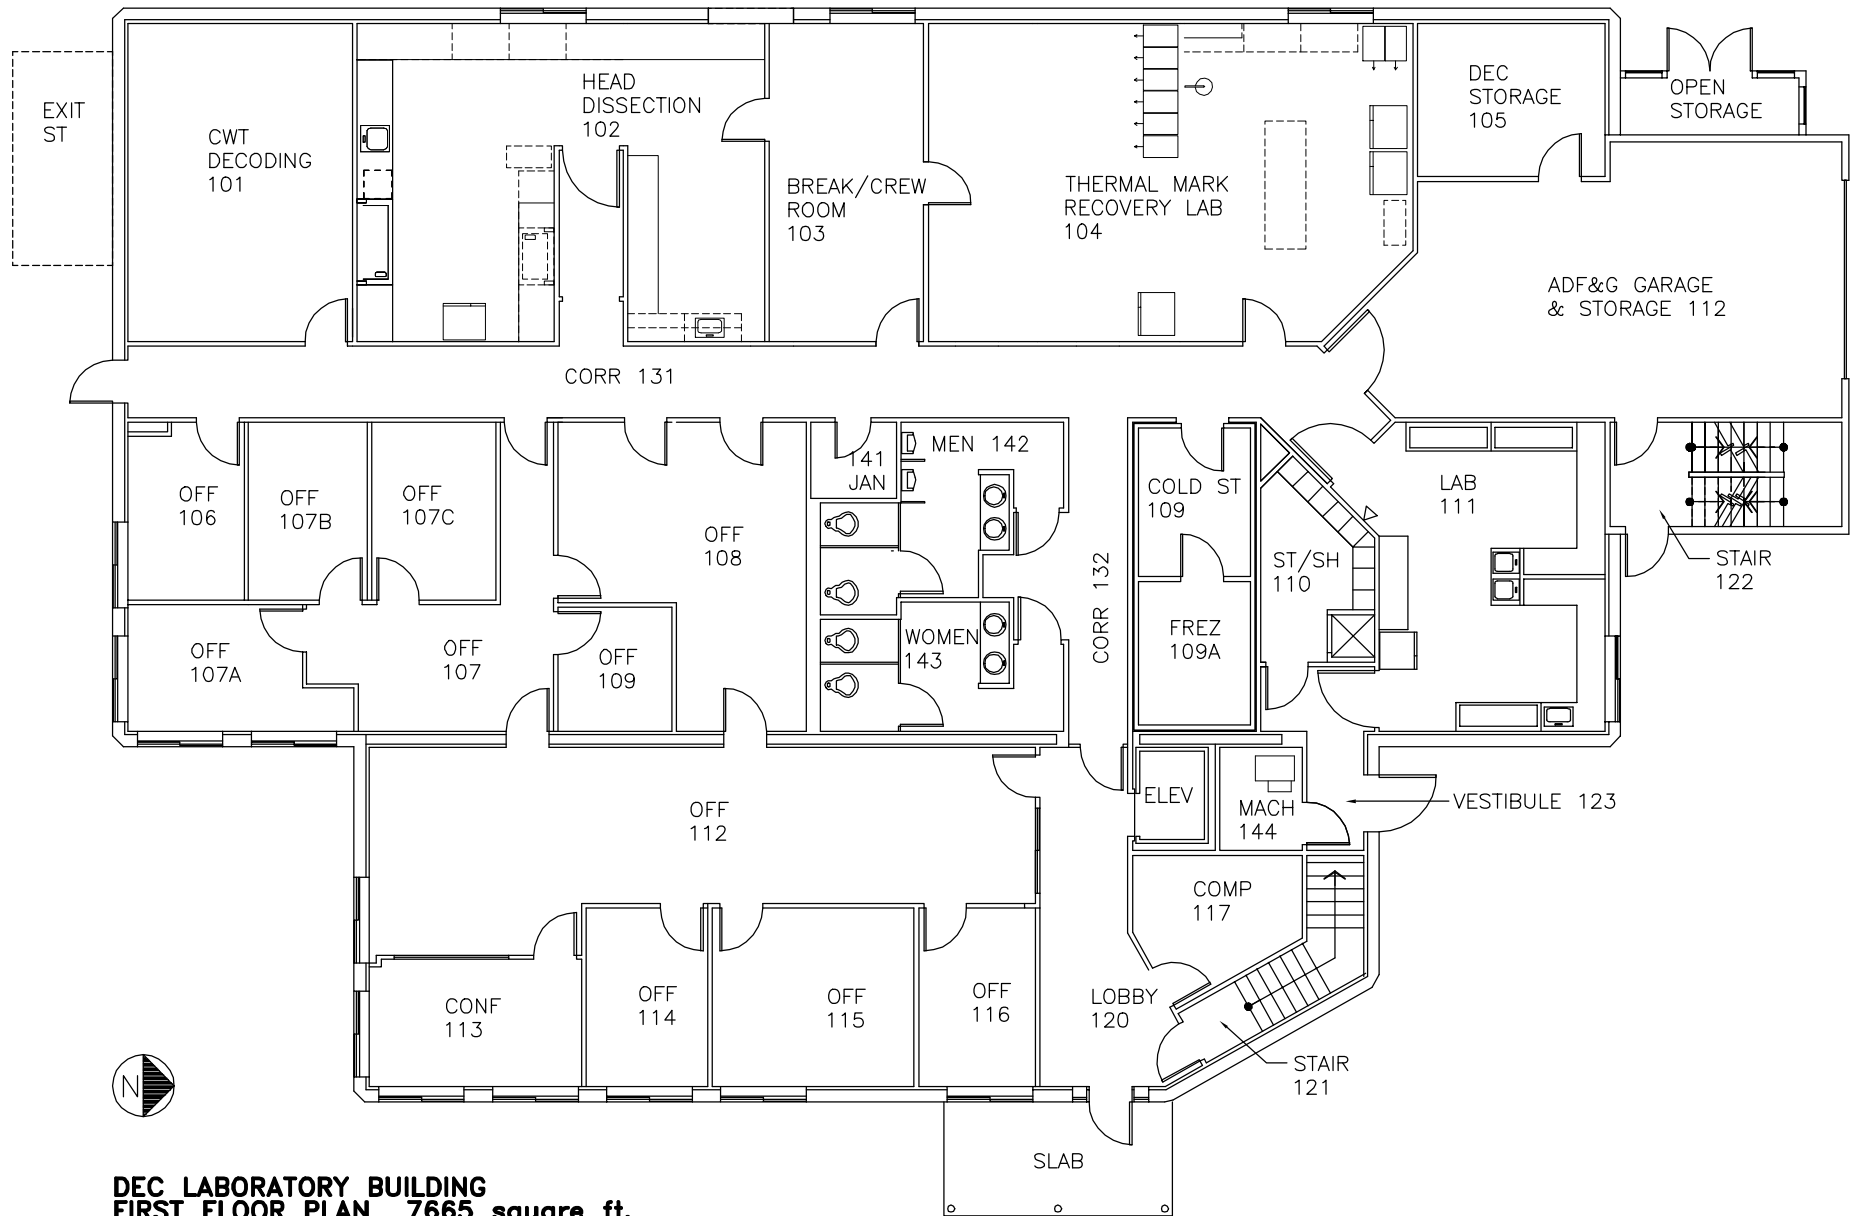 EXIT
ST
CWT
DECODING
101
HEAD
DISSECTION
102
BREAK/CREW
ROOM
103
THERMAL MARK
RECOVERY LAB
104
DEC
STORAGE
105
OPEN
STORAGE
ADF&G GARAGE
& STORAGE 112
CORR 131
OFF
106
OFF
107B
OFF
107C
OFF
108
141
JAN
MEN 142
COLD ST
109
LAB
111
ST/SH
110
STAIR
122
CORR 132
OFF
107A
OFF
107
OFF
109
WOMEN
143
FREZ
109A
OFF
112
ELEV
MACH
144
VESTIBULE 123
COMP
117
CONF
113
OFF
114
OFF
115
OFF
116
LOBBY
120
STAIR
121
N
SLAB
DEC LABORATORY BUILDING
FIRST FLOOR PLAN 7665 square ft.